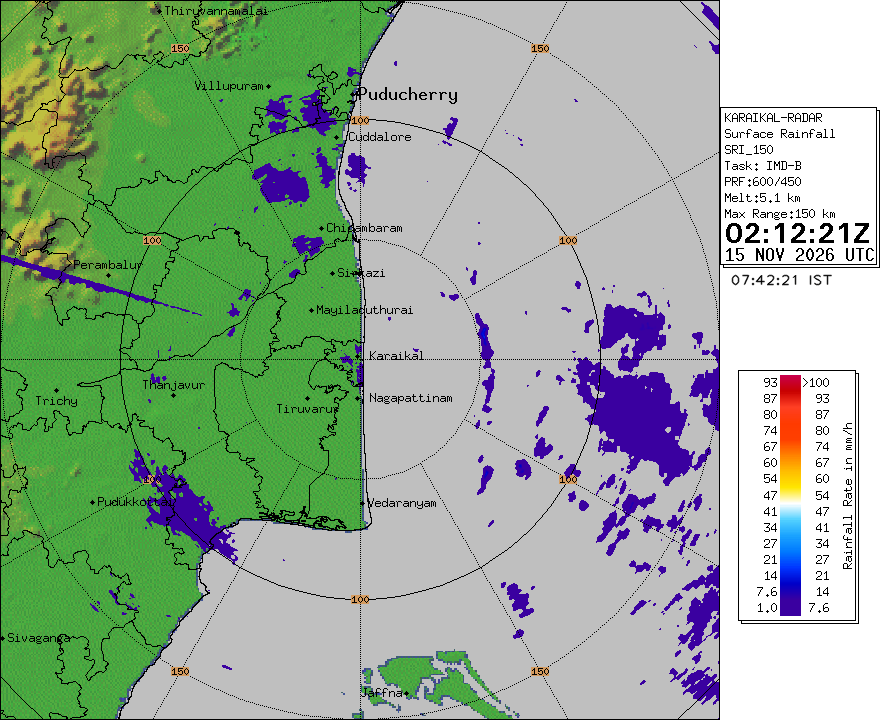 Thiruvannamalai
150
150
Villupuram
Puducherry
100
Cuddalore
Chidambaram
100
100
Perambalur
Sirkazi
Mayiladuthurai
Karaikal
Thanjavur
Trichy
Tiruvarur
Nagapattinam
100
100
Pudukkottai
Vedaranyam
100
Sivaganga
150
150
Jaffna
KARAIKAL-RADAR
Surface Rainfall
SRI_150
Task: IMD-B
PRF:600/450
Melt:5.1 km
Max Range:150 km
02:12:21Z
15 NOV 2026 UTC
07:42:21 IST
93 >100
87 93
80 87
74 80
67 74
60 67
54 60
47 54
41 47
34 41
27 34
21 27
14 21
7.6 14
1.0 7.6
Rainfall Rate in mm/h